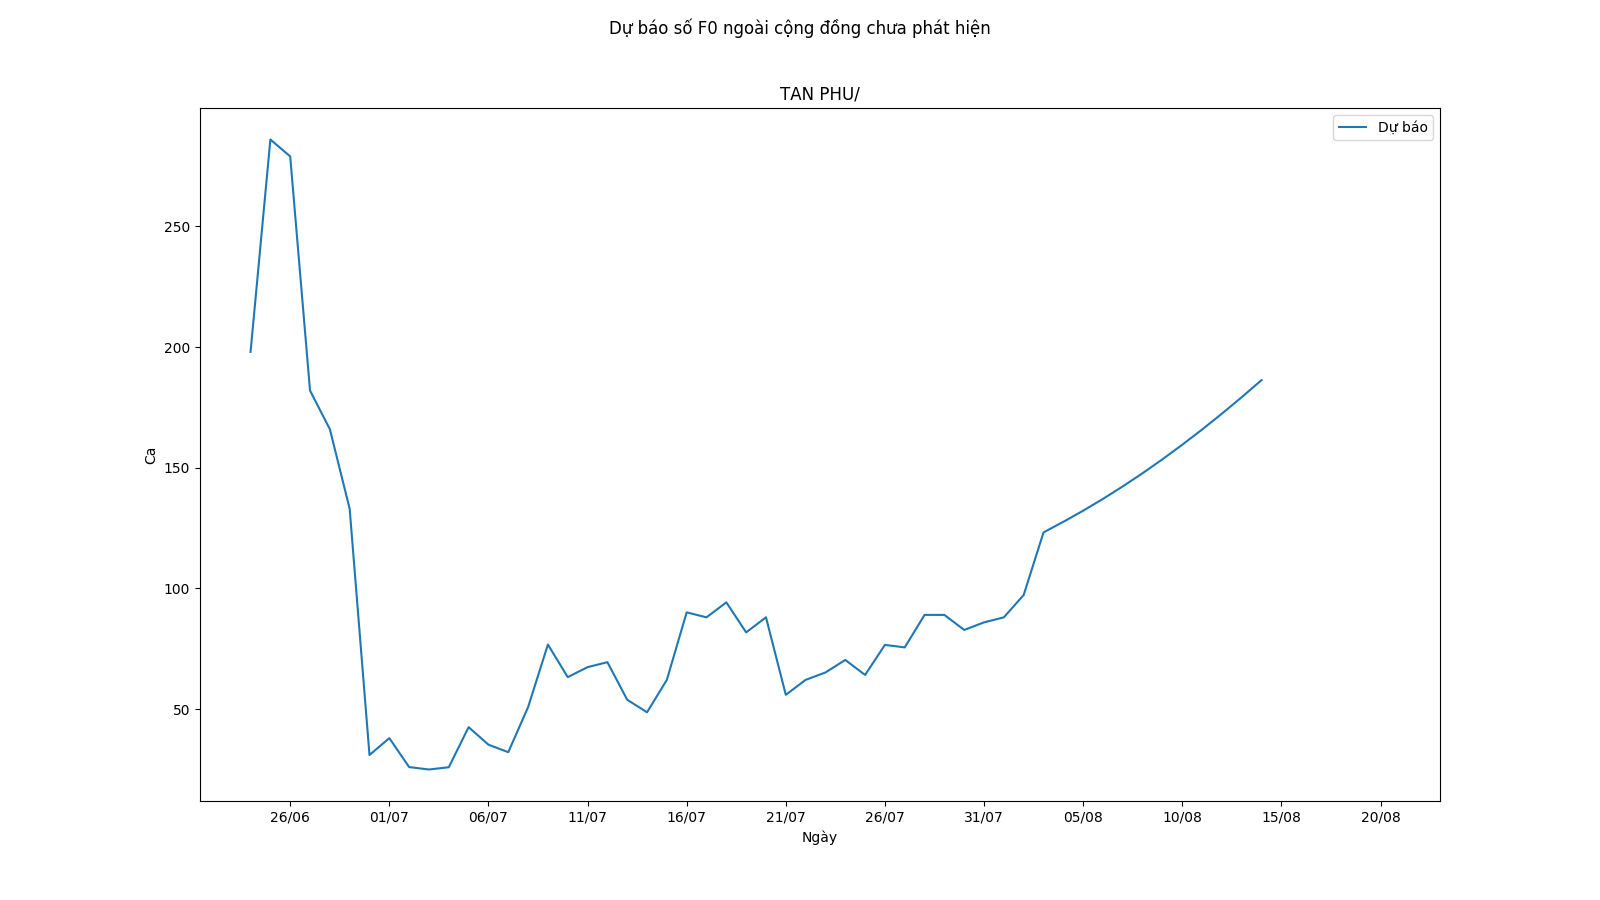 Dự báo số F0 ngoài cộng đồng chưa phát hiện
TAN PHU/
Dự báo
250
200
150
100
50
Ca
26/06 01/07 06/07 11/07 16/07 21/07 26/07 31/07 05/08 10/08 15/08 20/08
Ngày